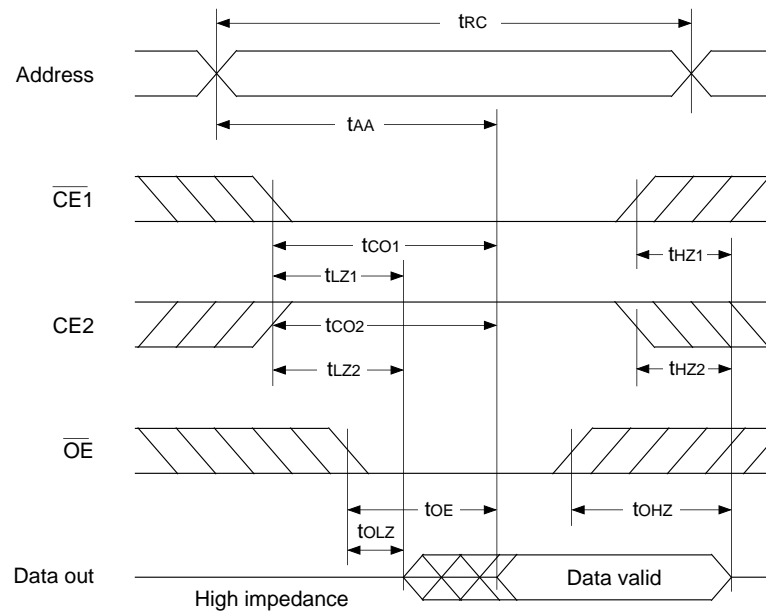 tRC
Address
tAA
CE1
tCO1
tHZ1
tLZ1
CE2
tCO2
tLZ2
tHZ2
OE
tOE
tOHZ
tOLZ
Data out
Data valid
High impedance